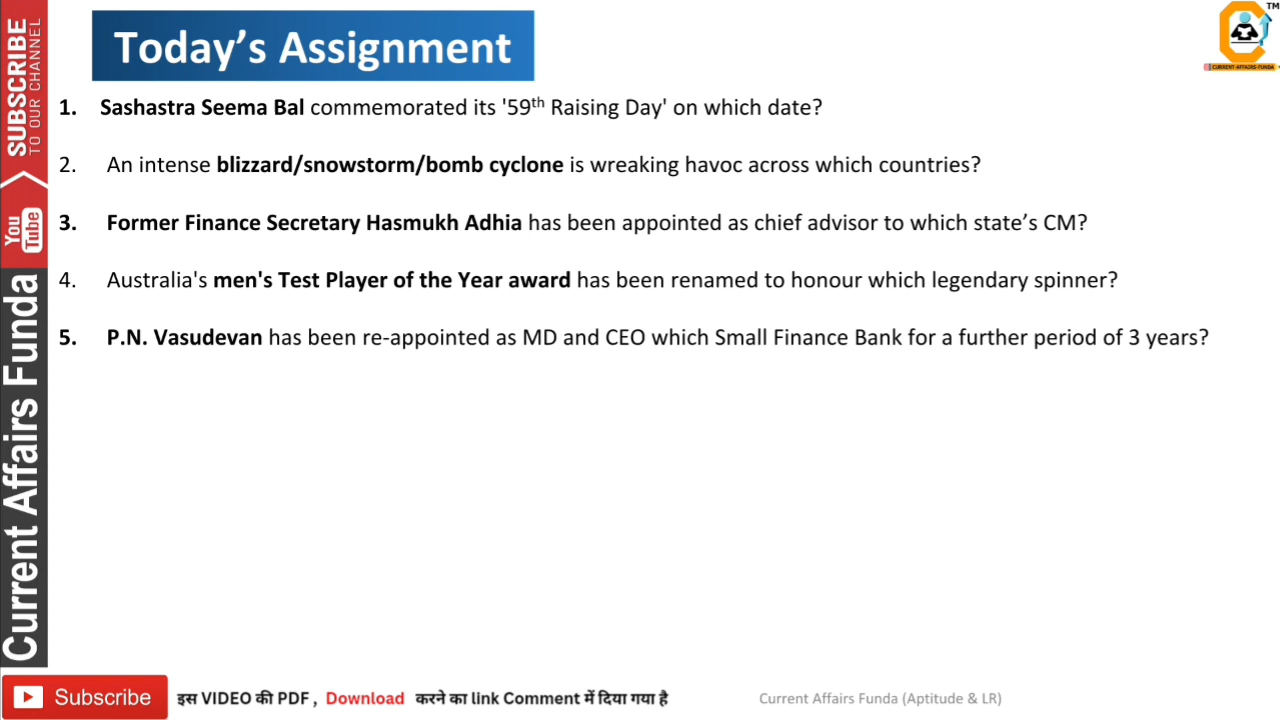 Today's Assignment
TM
CURRENT-AFFAIRS-FUNDA
1. Sashastra Seema Bal commemorated its '59th Raising Day' on which date?
2. An intense blizzard/snowstorm/bomb cyclone is wreaking havoc across which countries?
3. Former Finance Secretary Hasmukh Adhia has been appointed as chief advisor to which state’s CM?
4. Australia's men's Test Player of the Year award has been renamed to honour which legendary spinner?
5. P.N. Vasudevan has been re-appointed as MD and CEO which Small Finance Bank for a further period of 3 years?
SUBSCRIBE
TO OUR CHANNEL
You
Tube
Current Affairs Funda
Subscribe
इस VIDEO की PDF , Download करने का link Comment में दिया गया है
Current Affairs Funda (Aptitude & LR)